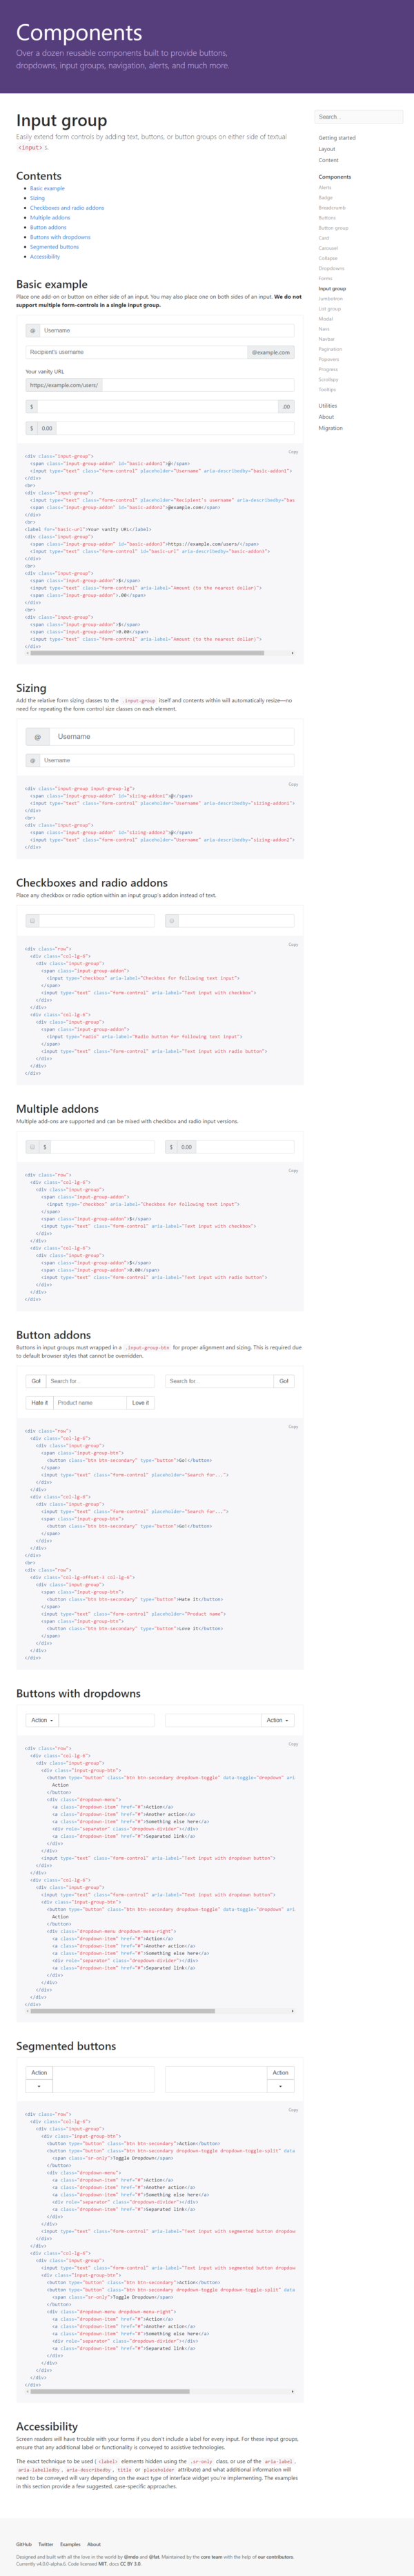 Components
Over a dozen reusable components built to provide buttons,
dropdowns, input groups, navigation, alerts, and much more.
Input group
Easily extend form controls by adding text, buttons, or button groups on either side of textual
<input> s.
Contents
Basic example
Sizing
Checkboxes and radio addons
Multiple addons
Button addons
Buttons with dropdowns
Segmented buttons
Accessibility
Search...
Getting started
Layout
Content
Components
Alerts
Badge
Breadcrumb
Buttons
Button group
Card
Carousel
Collapse
Dropdowns
Forms
Input group
Jumbotron
List group
Modal
Navs
Navbar
Pagination
Popovers
Progress
Scrollspy
Tooltips
Utilities
About
Migration
Basic example
Place one add-on or button on either side of an input. You may also place one on both sides of an input. We do not
support multiple form-controls in a single input group.
@ Username
Recipient's username @example.com
Your vanity URL
https://example.com/users/
$ .00
$ 0.00
Copy
<div class="input-group">
<span class="input-group-addon" id="basic-addon1">@</span>
<input type="text" class="form-control" placeholder="Username" aria-describedby="basic-addon1">
</div>
<br>
<div class="input-group">
<input type="text" class="form-control" placeholder="Recipient's username" aria-describedby="bas
<span class="input-group-addon" id="basic-addon2">@example.com</span>
</div>
<br>
<label for="basic-url">Your vanity URL</label>
<div class="input-group">
<span class="input-group-addon" id="basic-addon3">https://example.com/users/</span>
<input type="text" class="form-control" id="basic-url" aria-describedby="basic-addon3">
</div>
<br>
<div class="input-group">
<span class="input-group-addon">$</span>
<input type="text" class="form-control" aria-label="Amount (to the nearest dollar)">
<span class="input-group-addon">.00</span>
</div>
<br>
<div class="input-group">
<span class="input-group-addon">$</span>
<span class="input-group-addon">0.00</span>
<input type="text" class="form-control" aria-label="Amount (to the nearest dollar)">
</div>
Sizing
Add the relative form sizing classes to the .input-group itself and contents within will automatically resize—no
need for repeating the form control size classes on each element.
@ Username
@ Username
Copy
<div class="input-group input-group-lg">
<span class="input-group-addon" id="sizing-addon1">@</span>
<input type="text" class="form-control" placeholder="Username" aria-describedby="sizing-addon1">
</div>
<br>
<div class="input-group">
<span class="input-group-addon" id="sizing-addon2">@</span>
<input type="text" class="form-control" placeholder="Username" aria-describedby="sizing-addon2">
</div>
Checkboxes and radio addons
Place any checkbox or radio option within an input group's addon instead of text.
Copy
<div class="row">
<div class="col-lg-6">
<div class="input-group">
<span class="input-group-addon">
<input type="checkbox" aria-label="Checkbox for following text input">
</span>
<input type="text" class="form-control" aria-label="Text input with checkbox">
</div>
</div>
<div class="col-lg-6">
<div class="input-group">
<span class="input-group-addon">
<input type="radio" aria-label="Radio button for following text input">
</span>
<input type="text" class="form-control" aria-label="Text input with radio button">
</div>
</div>
</div>
Multiple addons
Multiple add-ons are supported and can be mixed with checkbox and radio input versions.
$
$ 0.00
Copy
<div class="row">
<div class="col-lg-6">
<div class="input-group">
<span class="input-group-addon">
<input type="checkbox" aria-label="Checkbox for following text input">
</span>
<span class="input-group-addon">$</span>
<input type="text" class="form-control" aria-label="Text input with checkbox">
</div>
</div>
<div class="col-lg-6">
<div class="input-group">
<span class="input-group-addon">$</span>
<span class="input-group-addon">0.00</span>
<input type="text" class="form-control" aria-label="Text input with radio button">
</div>
</div>
</div>
Button addons
Buttons in input groups must wrapped in a .input-group-btn for proper alignment and sizing. This is required due
to default browser styles that cannot be overridden.
Go! Search for...
Search for... Go!
Hate it Product name Love it
Copy
<div class="row">
<div class="col-lg-6">
<div class="input-group">
<span class="input-group-btn">
<button class="btn btn-secondary" type="button">Go!</button>
</span>
<input type="text" class="form-control" placeholder="Search for...">
</div>
</div>
<div class="col-lg-6">
<div class="input-group">
<input type="text" class="form-control" placeholder="Search for...">
<span class="input-group-btn">
<button class="btn btn-secondary" type="button">Go!</button>
</span>
</div>
</div>
</div>
<br>
<div class="row">
<div class="col-lg-offset-3 col-lg-6">
<div class="input-group">
<span class="input-group-btn">
<button class="btn btn-secondary" type="button">Hate It</button>
</span>
<input type="text" class="form-control" placeholder="Product name">
<span class="input-group-btn">
<button class="btn btn-secondary" type="button">Love It</button>
</span>
</div>
</div>
</div>
Buttons with dropdowns
Action
Action
Copy
<div class="row">
<div class="col-lg-6">
<div class="input-group">
<div class="input-group-btn">
<button type="button" class="btn btn-secondary dropdown-toggle" data-toggle="dropdown" ari
Action
</button>
<div class="dropdown-menu">
<a class="dropdown-item" href="#">Action</a>
<a class="dropdown-item" href="#">Another action</a>
<a class="dropdown-item" href="#">Something else here</a>
<div role="separator" class="dropdown-divider"></div>
<a class="dropdown-item" href="#">Separated link</a>
</div>
</div>
<input type="text" class="form-control" aria-label="Text input with dropdown button">
</div>
</div>
<div class="col-lg-6">
<div class="input-group">
<input type="text" class="form-control" aria-label="Text input with dropdown button">
<div class="input-group-btn">
<button type="button" class="btn btn-secondary dropdown-toggle" data-toggle="dropdown" ari
Action
</button>
<div class="dropdown-menu dropdown-menu-right">
<a class="dropdown-item" href="#">Action</a>
<a class="dropdown-item" href="#">Another action</a>
<a class="dropdown-item" href="#">Something else here</a>
<div role="separator" class="dropdown-divider"></div>
<a class="dropdown-item" href="#">Separated link</a>
</div>
</div>
</div>
</div>
</div>
Segmented buttons
Action
Action
Copy
<div class="row">
<div class="col-lg-6">
<div class="input-group">
<div class="input-group-btn">
<button type="button" class="btn btn-secondary">Action</button>
<button type="button" class="btn btn-secondary dropdown-toggle dropdown-toggle-split" data
<span class="sr-only">Toggle Dropdown</span>
</button>
<div class="dropdown-menu">
<a class="dropdown-item" href="#">Action</a>
<a class="dropdown-item" href="#">Another action</a>
<a class="dropdown-item" href="#">Something else here</a>
<div role="separator" class="dropdown-divider"></div>
<a class="dropdown-item" href="#">Separated link</a>
</div>
</div>
<input type="text" class="form-control" aria-label="Text input with segmented button dropdow
</div>
</div>
<div class="col-lg-6">
<div class="input-group">
<input type="text" class="form-control" aria-label="Text input with segmented button dropdow
<div class="input-group-btn">
<button type="button" class="btn btn-secondary">Action</button>
<button type="button" class="btn btn-secondary dropdown-toggle dropdown-toggle-split" data
<span class="sr-only">Toggle Dropdown</span>
</button>
<div class="dropdown-menu dropdown-menu-right">
<a class="dropdown-item" href="#">Action</a>
<a class="dropdown-item" href="#">Another action</a>
<a class="dropdown-item" href="#">Something else here</a>
<div role="separator" class="dropdown-divider"></div>
<a class="dropdown-item" href="#">Separated link</a>
</div>
</div>
</div>
</div>
</div>
Accessibility
Screen readers will have trouble with your forms if you don't include a label for every input. For these input groups,
ensure that any additional label or functionality is conveyed to assistive technologies.
The exact technique to be used ( <label> elements hidden using the .sr-only class, or use of the aria-label ,
aria-labelledby , aria-describedby , title or placeholder attribute) and what additional information will
need to be conveyed will vary depending on the exact type of interface widget you're implementing. The examples
in this section provide a few suggested, case-specific approaches.
GitHub Twitter Examples About
Designed and built with all the love in the world by @mdo and @fat. Maintained by the core team with the help of our contributors.
Currently v4.0.0-alpha.6. Code licensed MIT, docs CC BY 3.0.